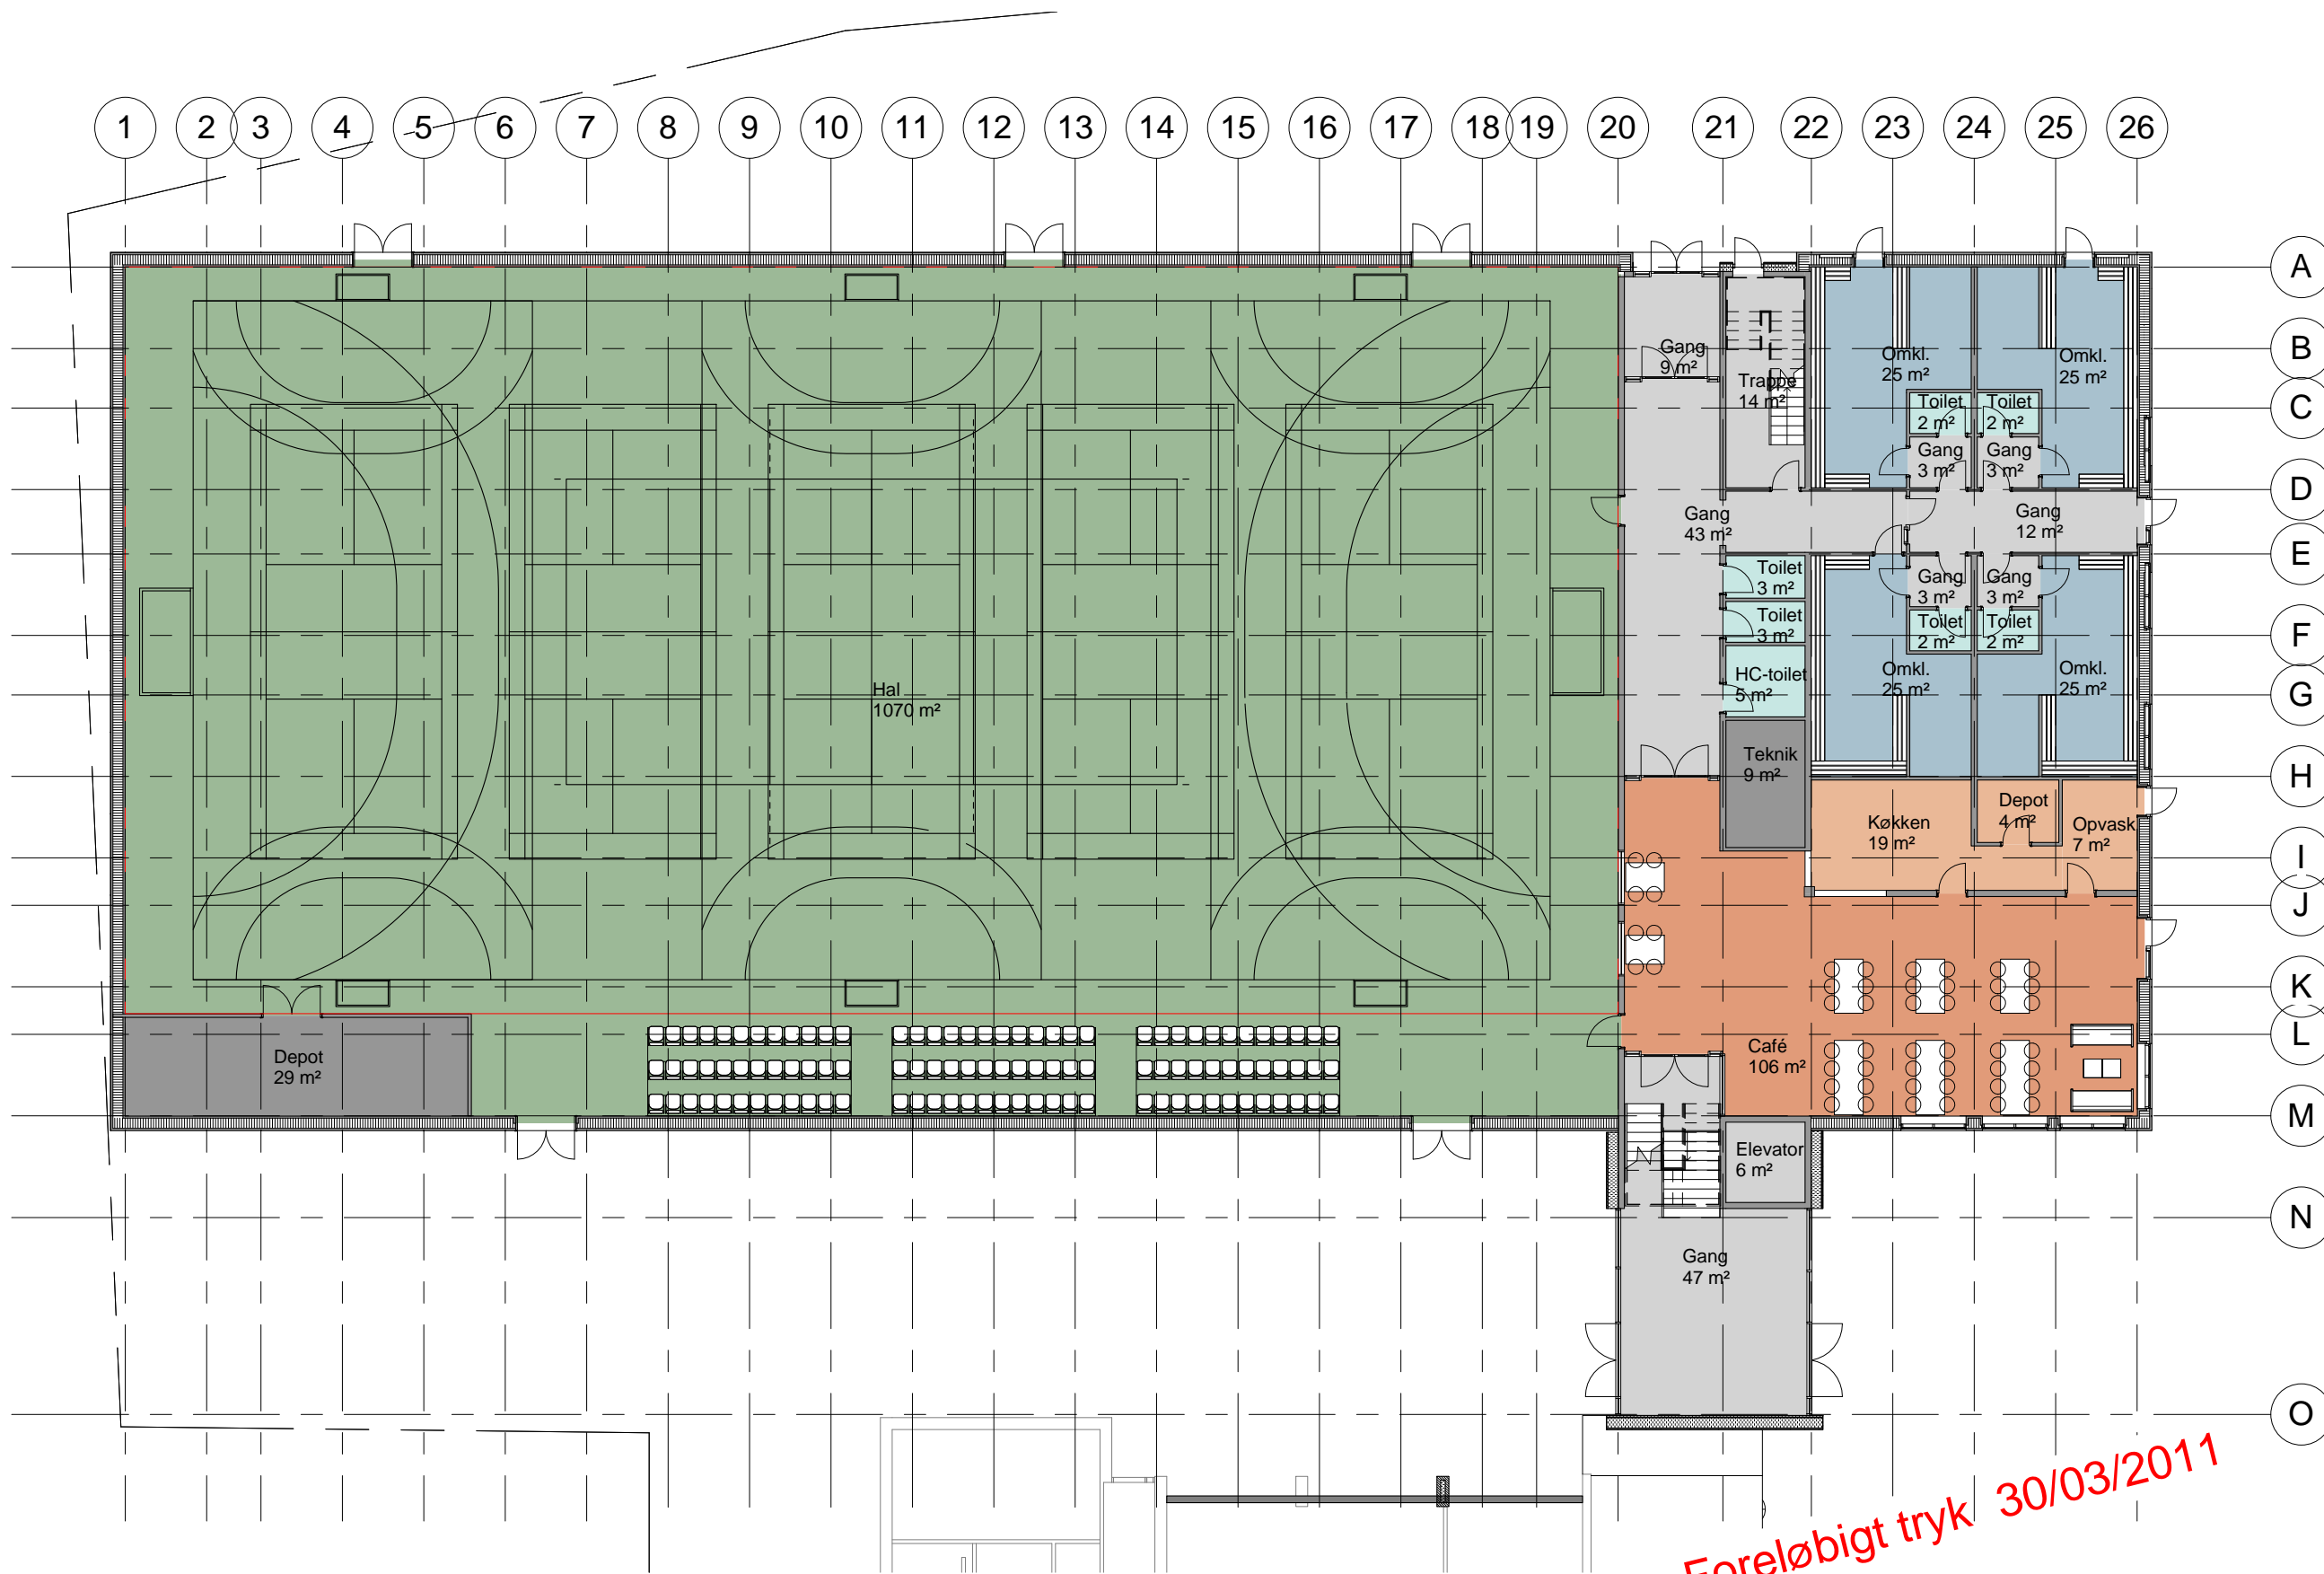 1 2 3 4 5 6 7 8 9 10 11 12 13 14 15 16 17 18 19 20 21 22 23 24 25 26
A
B
C
D
E
F
G
H
I
J
K
L
M
N
O
Gang
9 m²
Trappe
14 m²
Omkl.
25 m²
Omkl.
25 m²
Toilet
2 m²
Toilet
2 m²
Gang
3 m²
Gang
3 m²
Gang
43 m²
Gang
12 m²
Toilet
3 m²
Gang
3 m²
Gang
3 m²
Toilet
3 m²
Toilet
2 m²
Toilet
2 m²
HC-toilet
5 m²
Omkl.
25 m²
Omkl.
25 m²
Hal
1070 m²
Teknik
9 m²
Køkken
19 m²
Depot
4 m²
Opvask
7 m²
Café
106 m²
Depot
29 m²
Elevator
6 m²
Gang
47 m²
Foreløbigt tryk 30/03/2011